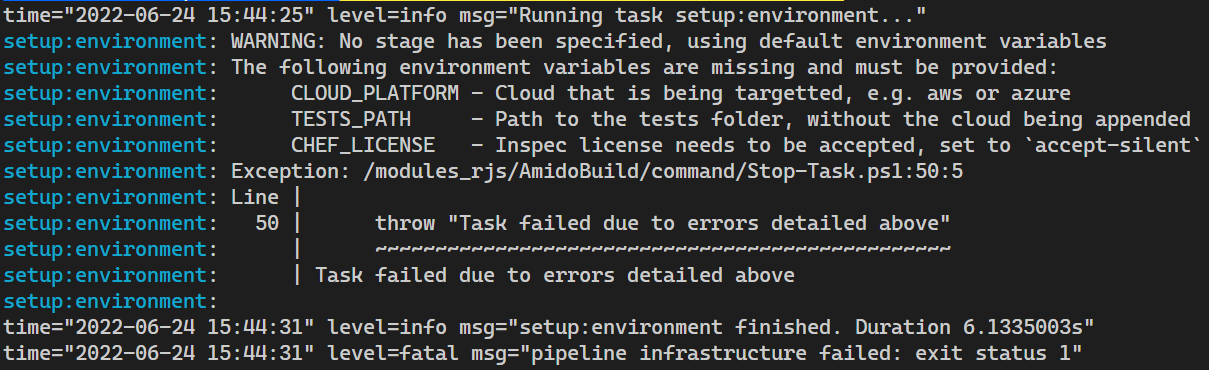 time="2022-06-24 15:44:25" level=info msg="Running task setup:environment..."
setup:environment: WARNING: No stage has been specified, using default environment variables
setup:environment: The following environment variables are missing and must be provided:
setup:environment:      CLOUD_PLATFORM - Cloud that is being targetted, e.g. aws or azure
setup:environment:      TESTS_PATH     - Path to the tests folder, without the cloud being appended
setup:environment:      CHEF_LICENSE   - Inspec license needs to be accepted, set to `accept-silent`
setup:environment: Exception: /modules_rjs/AmidoBuild/command/Stop-Task.ps1:50:5
setup:environment: Line |
setup:environment:   50 |      throw "Task failed due to errors detailed above"
setup:environment:      |      ~~~~~~~~~~~~~~~~~~~~~~~~~~~~~~~~~~~~~~~~~~~~~~~~
setup:environment:      | Task failed due to errors detailed above
setup:environment:
time="2022-06-24 15:44:31" level=info msg="setup:environment finished. Duration 6.1335003s"
time="2022-06-24 15:44:31" level=fatal msg="pipeline infrastructure failed: exit status 1"